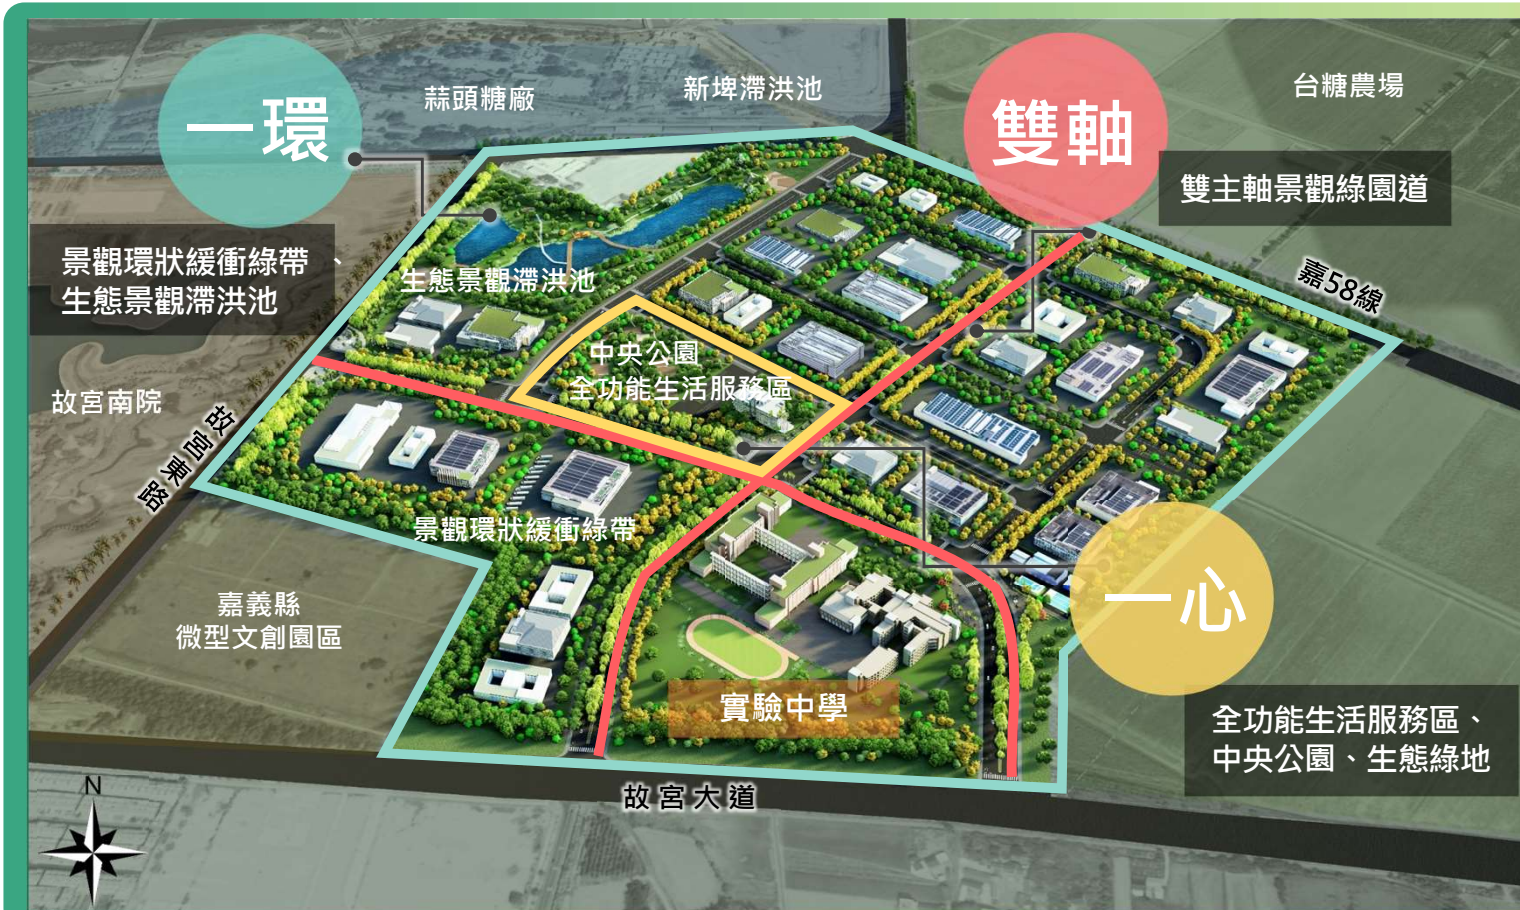 一環
蒜頭糖廠
新埤滯洪池
雙軸
台糖農場
雙主軸景觀綠園道
景觀環狀緩衝綠帶、
生態景觀滯洪池
生態景觀滯洪池
嘉58線
中央公園
全功能生活服務區
故宮南院
故宮東路
景觀環狀緩衝綠帶
嘉義縣
微型文創園區
一心
實驗中學
全功能生活服務區、
中央公園、生態綠地
故宮大道
N